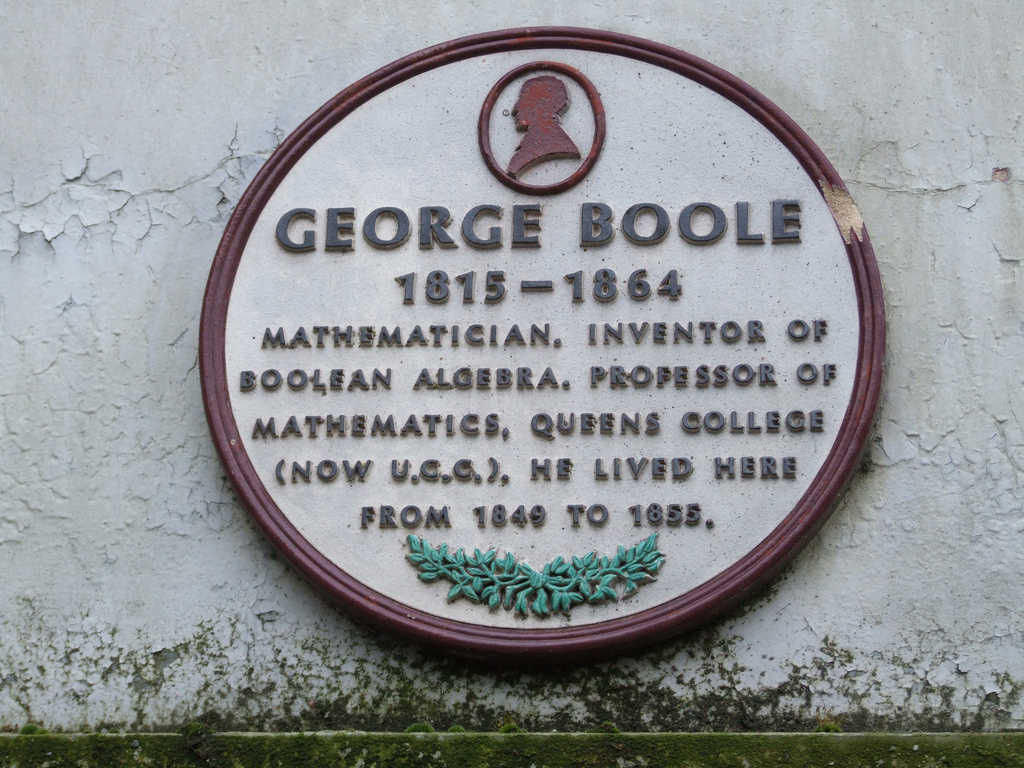 GEORGE BOOLE
1815 – 1864
MATHEMATICIAN. INVENTOR OF
BOOLEAN ALGEBRA. PROFESSOR OF
MATHEMATICS, QUEENS COLLEGE
(NOW U.C.C.), HE LIVED HERE
FROM 1849 TO 1855.